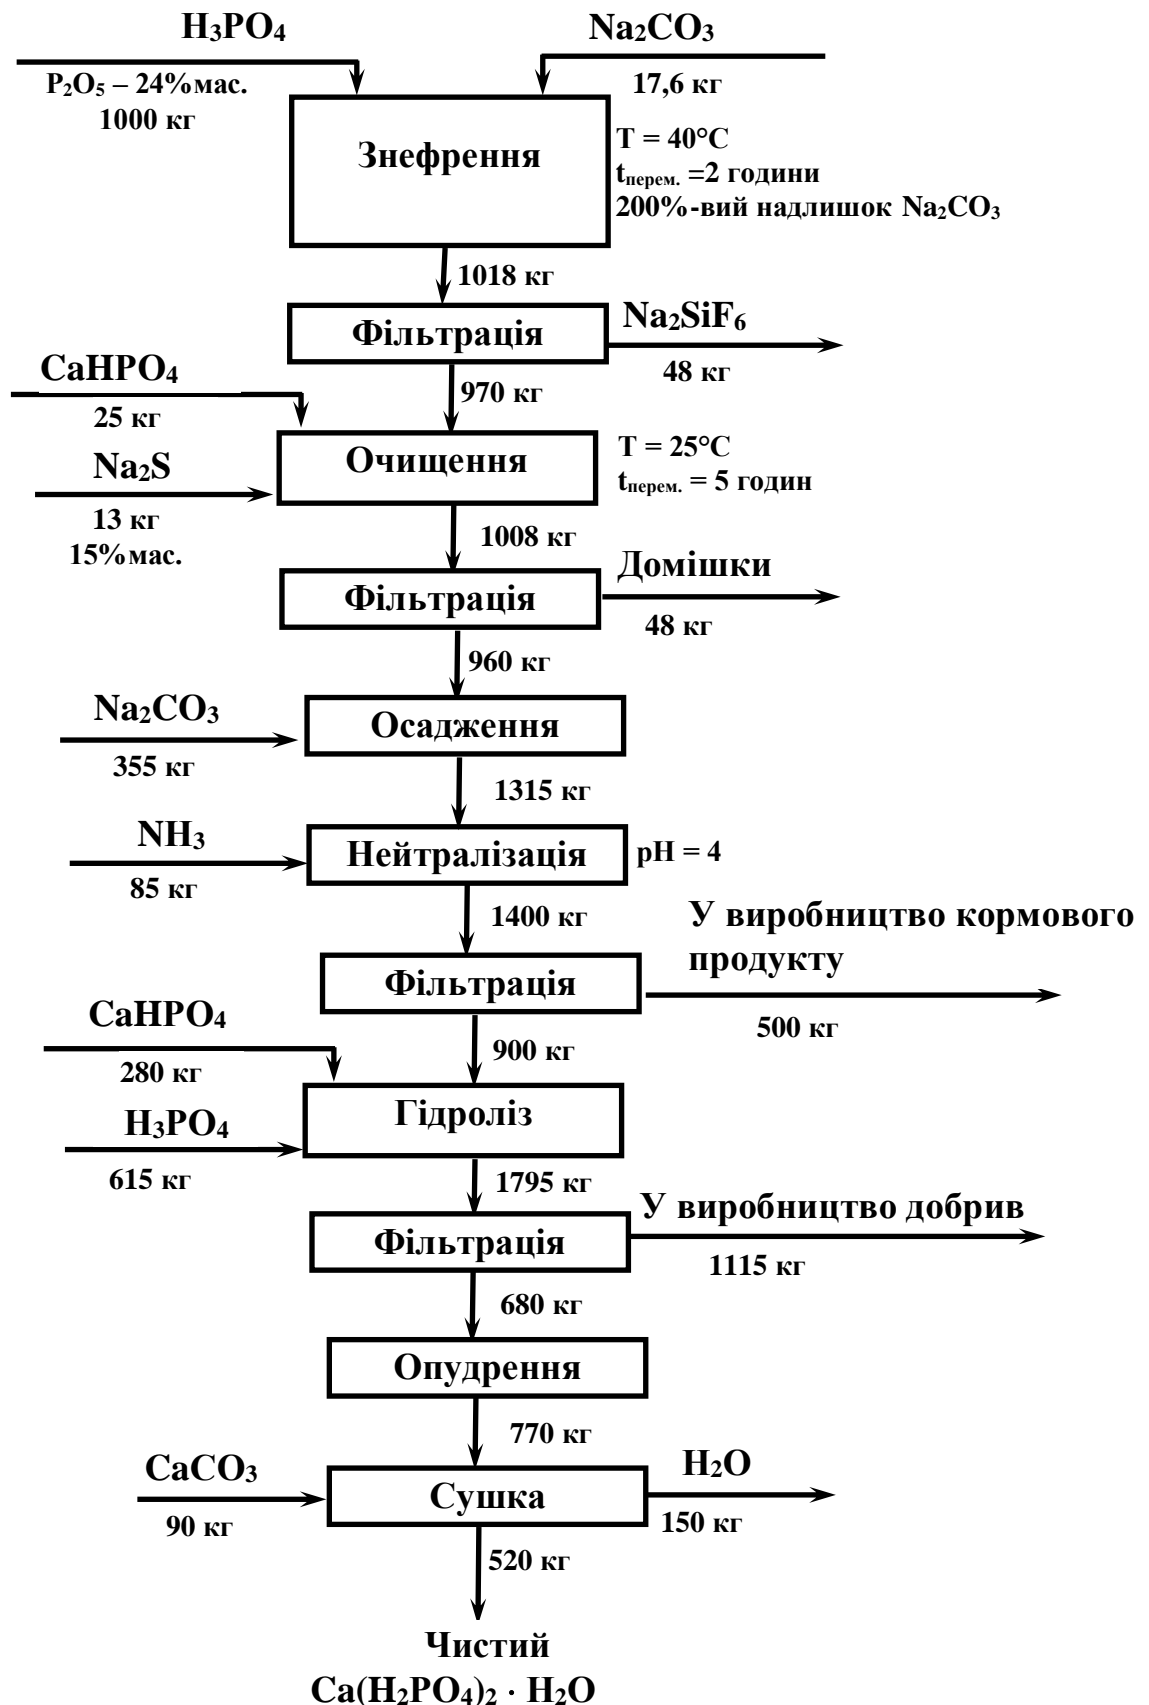 H₃PO₄
Na₂CO₃
P₂O₅ – 24%мас.
1000 кг
17,6 кг
Знефрення
T = 40°C
tперем. =2 години
200%-вий надлишок Na₂CO₃
1018 кг
Фільтрація
Na₂SiF₆
48 кг
CaHPO₄
25 кг
970 кг
Na₂S
13 кг
15%мас.
Очищення
T = 25°C
tперем. = 5 годин
1008 кг
Фільтрація
Домішки
48 кг
960 кг
Na₂CO₃
355 кг
Осадження
1315 кг
NH₃
85 кг
Нейтралізація
pH = 4
1400 кг
У виробництво кормового
продукту
Фільтрація
500 кг
CaHPO₄
280 кг
900 кг
H₃PO₄
615 кг
Гідроліз
1795 кг
У виробництво добрив
Фільтрація
1115 кг
680 кг
Опудрення
770 кг
CaCO₃
90 кг
Сушка
H₂O
150 кг
520 кг
Чистий
Ca(H₂PO₄)₂ · H₂O